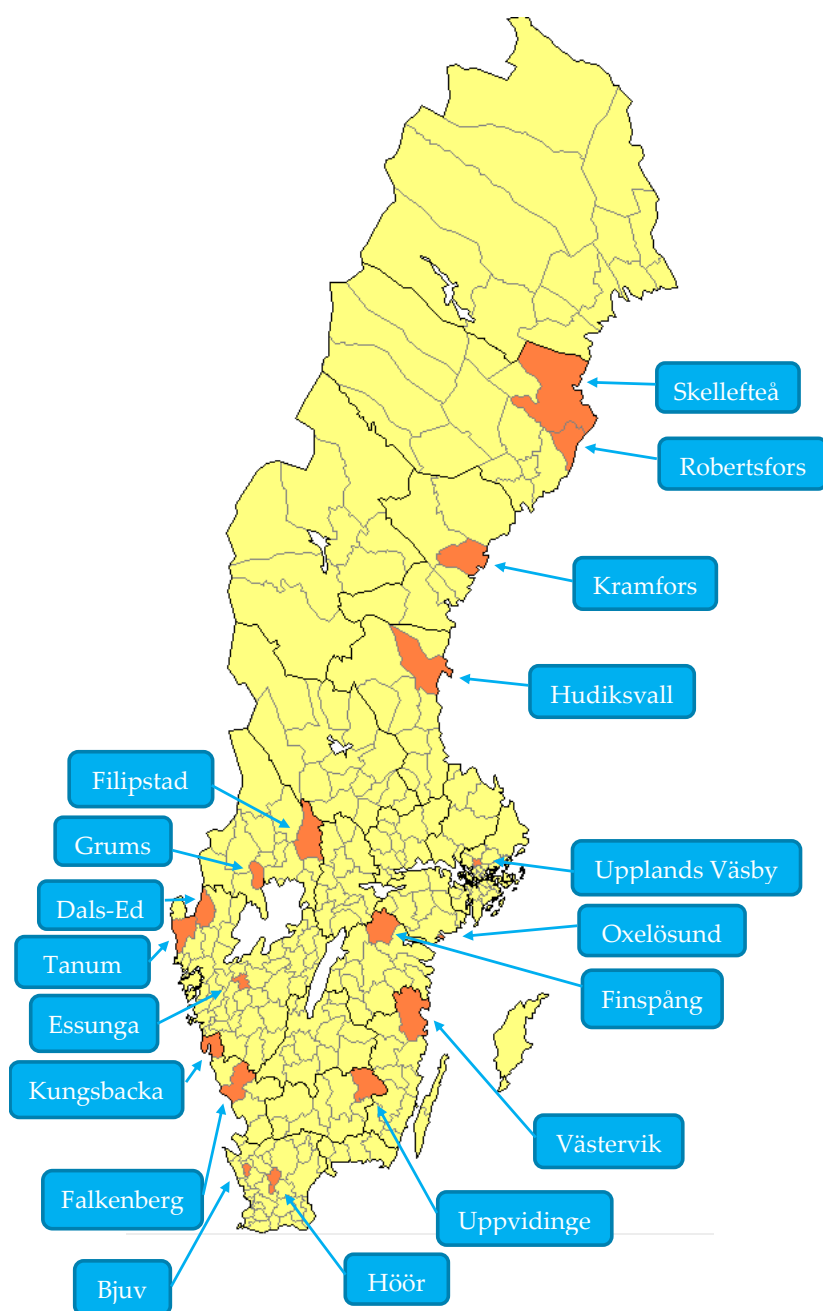 Skellefteå
Robertsfors
Kramfors
Hudiksvall
Filipstad
Grums
Upplands Väsby
Dals-Ed
Oxelösund
Tanum
Finspång
Essunga
Kungsbacka
Västervik
Falkenberg
Uppvidinge
Höör
Bjuv